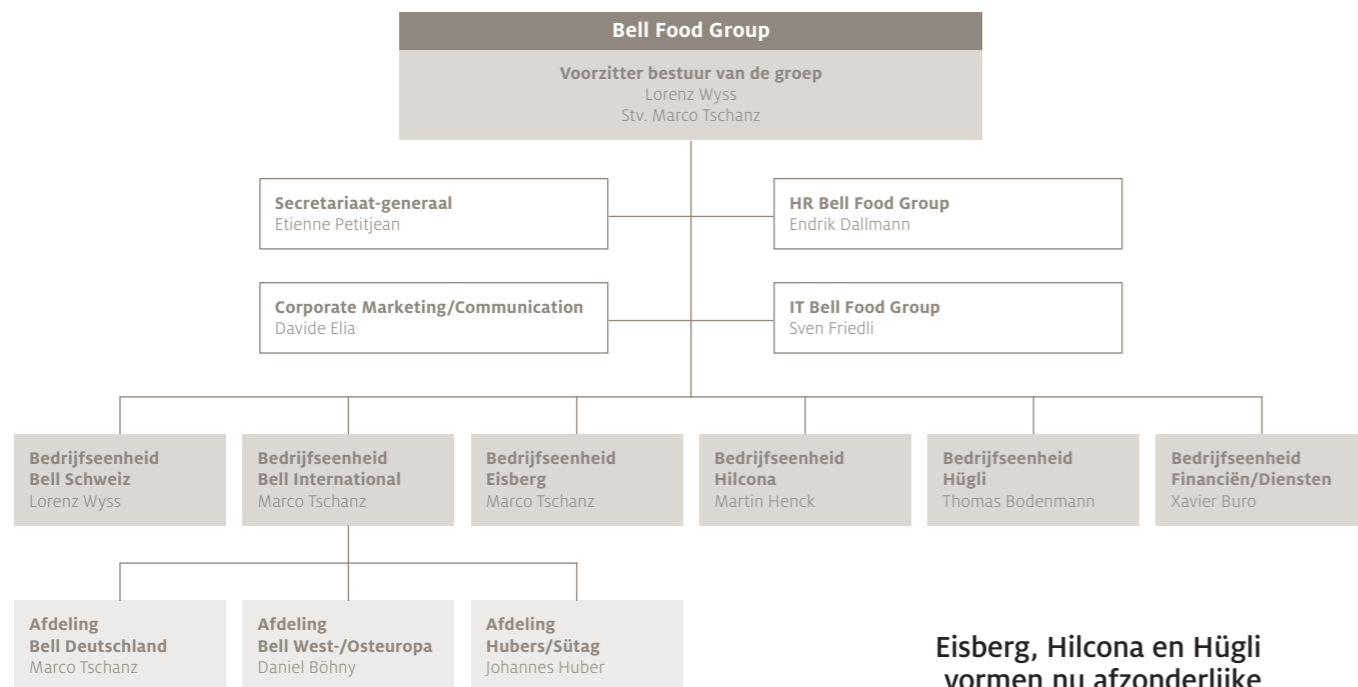 Bell Food Group
Voorzitter bestuur van de groep
Lorenz Wyss
Stv. Marco Tschanz
Secretariaat-generaal
Etienne Petitjean
HR Bell Food Group
Endrik Dallmann
Corporate Marketing/Communication
Davide Elia
IT Bell Food Group
Sven Friedli
Bedrijfseenheid
Bell Schweiz
Lorenz Wyss
Bedrijfseenheid
Bell International
Marco Tschanz
Bedrijfseenheid
Eisberg
Marco Tschanz
Bedrijfseenheid
Hilcona
Martin Henck
Bedrijfseenheid
Hügli
Thomas Bodenmann
Bedrijfseenheid
Financiën/Diensten
Xavier Buro
Afdeling
Bell Deutschland
Marco Tschanz
Afdeling
Bell West-/Osteuropa
Daniel Böhny
Afdeling
Hubers/Sütag
Johannes Huber
Eisberg, Hilcona en Hügli
vormen nu afzonderlijke